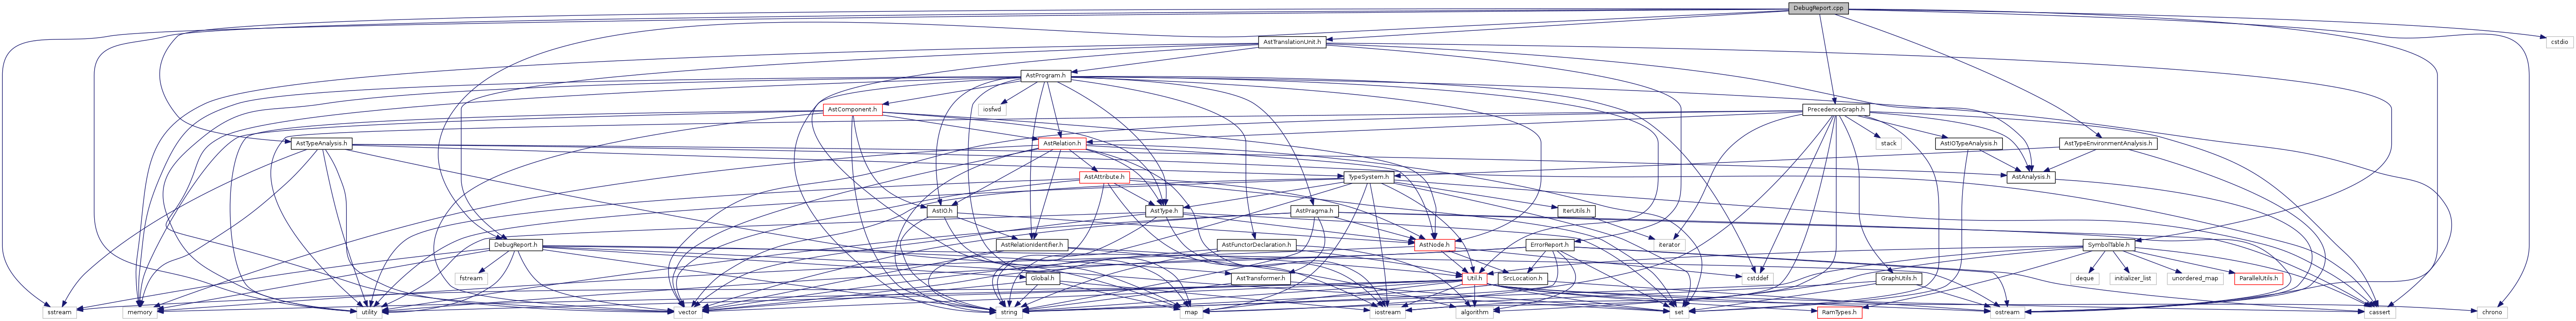 DebugReport.cpp
AstTranslationUnit.h
cstdio
AstProgram.h
AstComponent.h
iosfwd
PrecedenceGraph.h
AstTypeAnalysis.h
AstRelation.h
stack
AstIOTypeAnalysis.h
AstTypeEnvironmentAnalysis.h
AstAttribute.h
TypeSystem.h
AstAnalysis.h
AstIO.h
AstType.h
AstPragma.h
IterUtils.h
DebugReport.h
AstRelationIdentifier.h
AstFunctorDeclaration.h
AstNode.h
ErrorReport.h
iterator
SymbolTable.h
fstream
Global.h
AstTransformer.h
Util.h
SrcLocation.h
cstddef
GraphUtils.h
deque
initializer_list
unordered_map
ParallelUtils.h
sstream
memory
utility
vector
string
map
iostream
algorithm
set
RamTypes.h
ostream
cassert
chrono